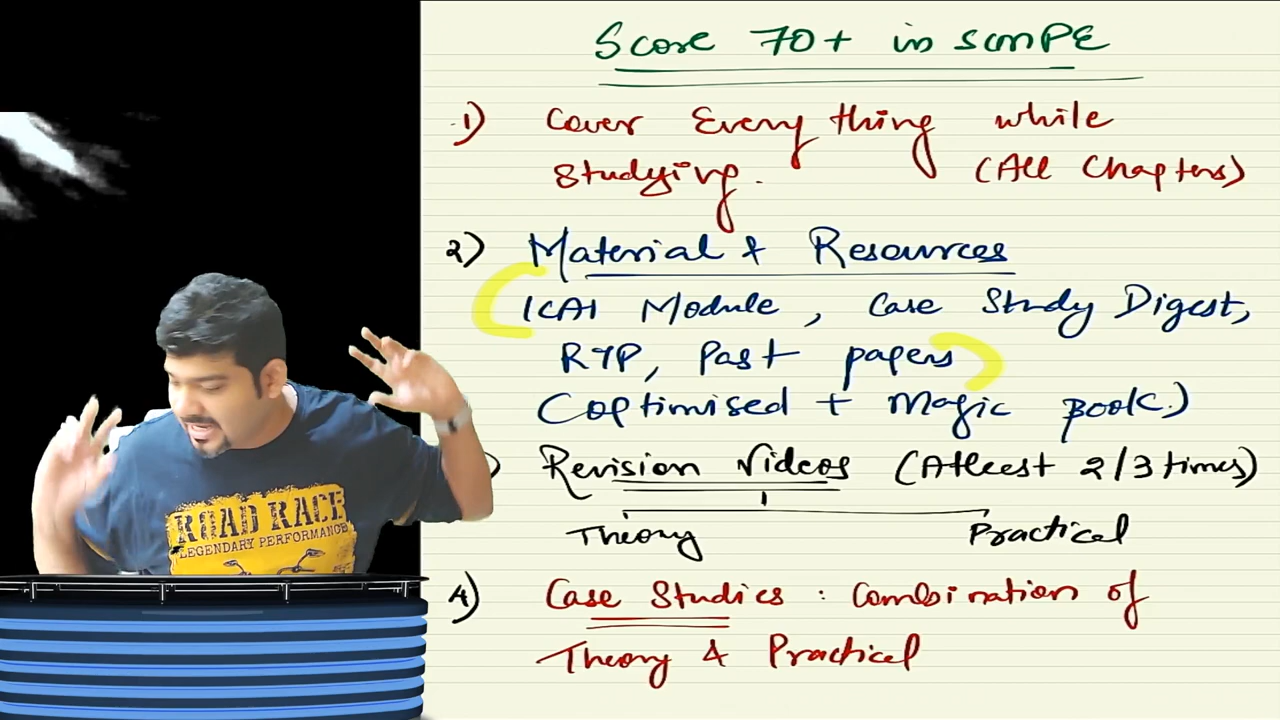 Score 70+ in SCMPE
1) Cover Everything while
studying. (All Chapters)
2) Material & Resources
(ICAI Module, Case Study Digest,
RTP, Past papers)
(optimised + Magic Book.)
) Revision Videos (Atleest 2/3 times)
Theory Practical
4) Case Studies : Combination of
Theory & Practical
ROAD RACE
LEGENDARY PERFORMANCE